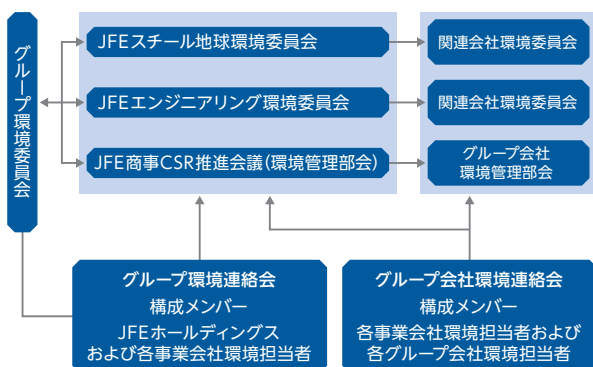 グループ環境委員会
JFEスチール地球環境委員会
関連会社環境委員会
JFEエンジニアリング環境委員会
関連会社環境委員会
JFE商事CSR推進会議(環境管理部会)
グループ会社
環境管理部会
グループ環境連絡会
構成メンバー
JFEホールディングス
および各事業会社環境担当者
グループ会社環境連絡会
構成メンバー
各事業会社環境担当者および
各グループ会社環境担当者